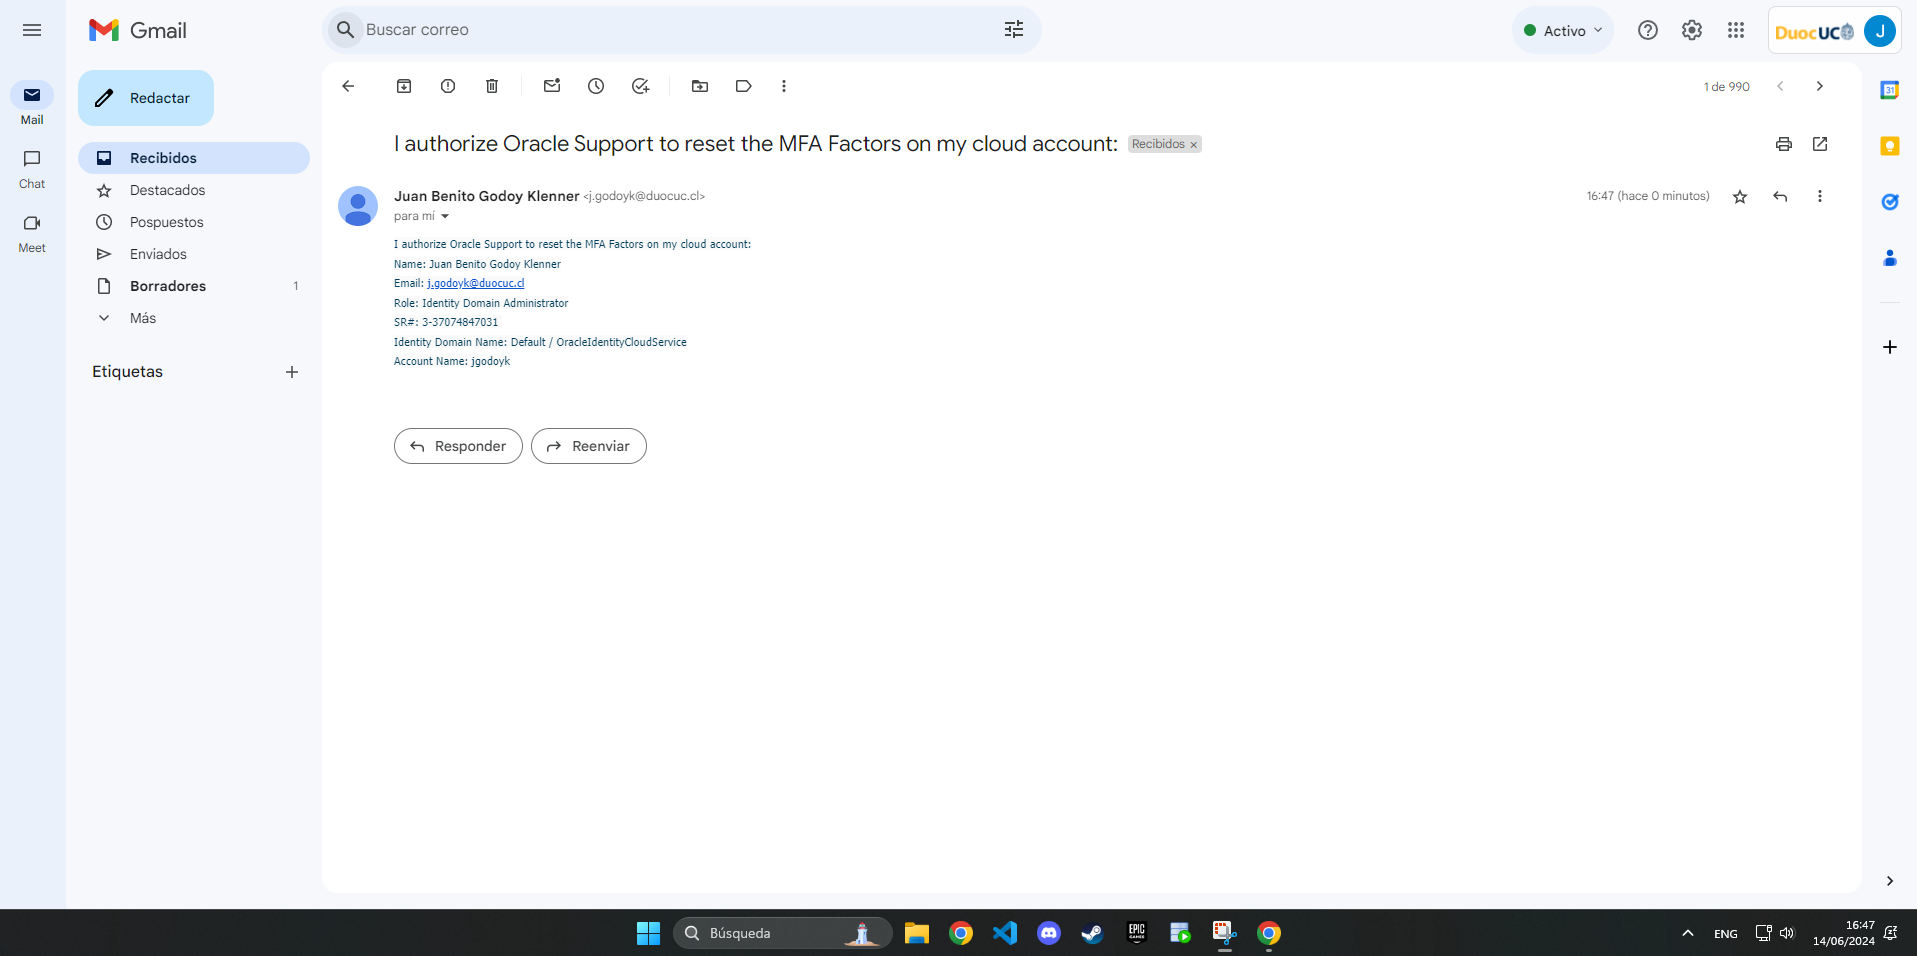 Gmail
Buscar correo
Activo
DuocUC
J
Redactar
Mail
Chat
Meet
Recibidos
Destacados
Pospuestos
Enviados
Borradores 1
Más
Etiquetas
1 de 990
31
I authorize Oracle Support to reset the MFA Factors on my cloud account: Recibidos ×
Juan Benito Godoy Klenner <j.godoyk@duocuc.cl>
16:47 (hace 0 minutos)
para mí
I authorize Oracle Support to reset the MFA Factors on my cloud account:
Name: Juan Benito Godoy Klenner
Email: j.godoyk@duocuc.cl
Role: Identity Domain Administrator
SR#: 3-37074847031
Identity Domain Name: Default / OracleIdentityCloudService
Account Name: jgodoyk
Responder
Reenviar
Búsqueda
EPIC
GAMES
ENG
16:47
14/06/2024